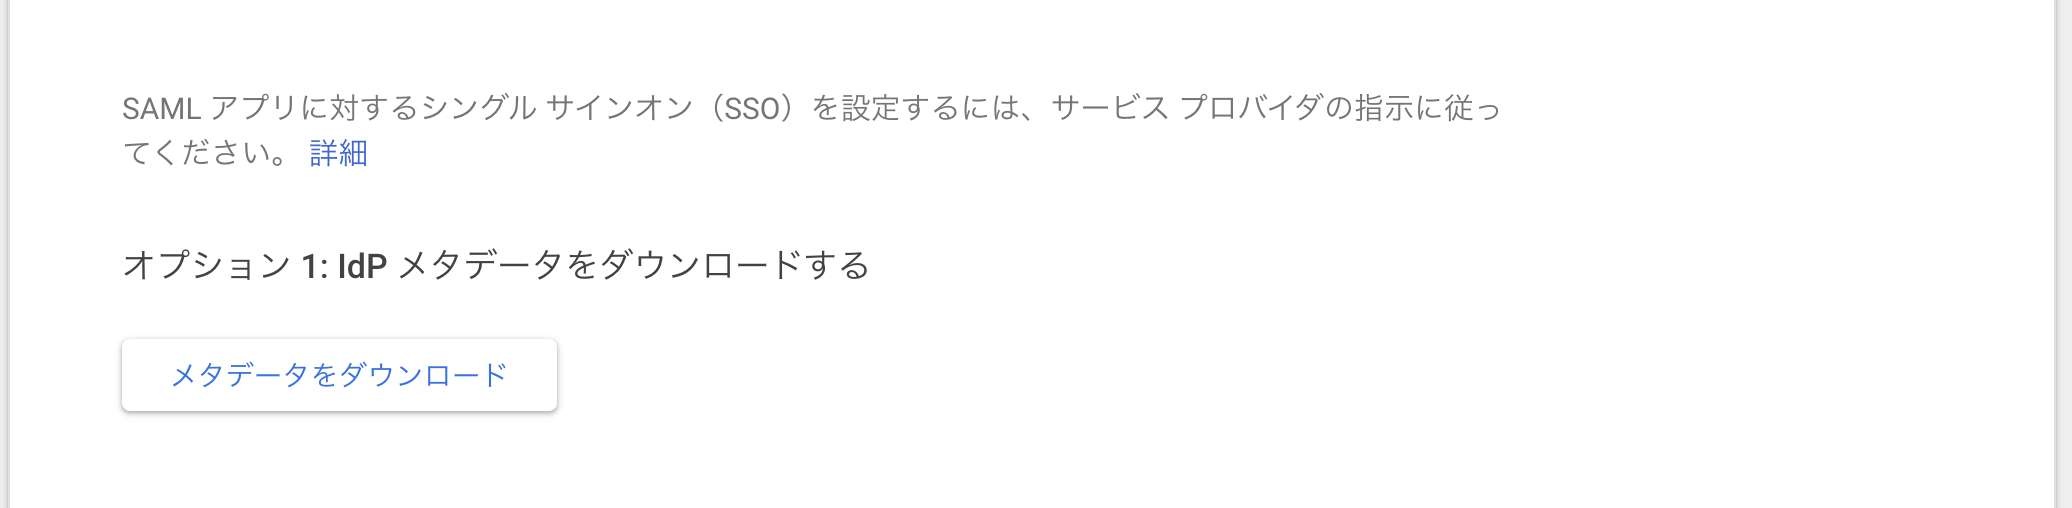 SAML アプリに対するシングル サインオン（SSO）を設定するには、サービス プロバイダの指示に従っ
てください。 詳細
オプション 1: IdP メタデータをダウンロードする
メタデータをダウンロード